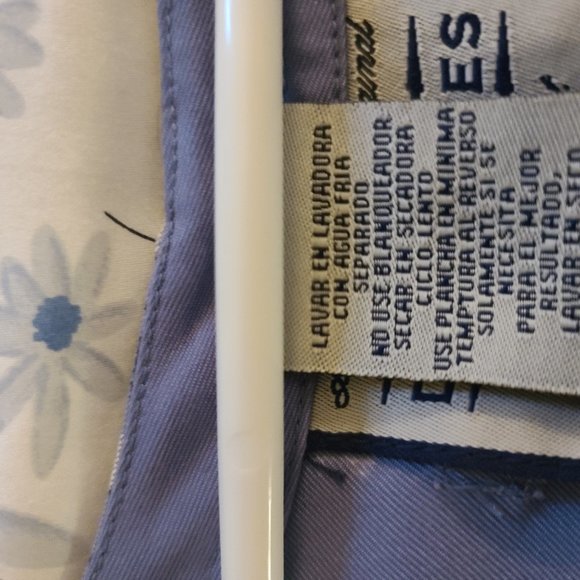 LAVAR EN LAVADORA
CON AGUA FRIA
SEPARADO
NO USE BLANQUEADOR
SECAR EN SECADORA
CICLO LENTO
USE PLANCHA EN MINIMA
TEMPTURA AL REVERSO
SOLAMENTE SI SE
NECESITA
PARA EL MEJOR
RESULTADO,
LAVAR EN SECO
ES
&